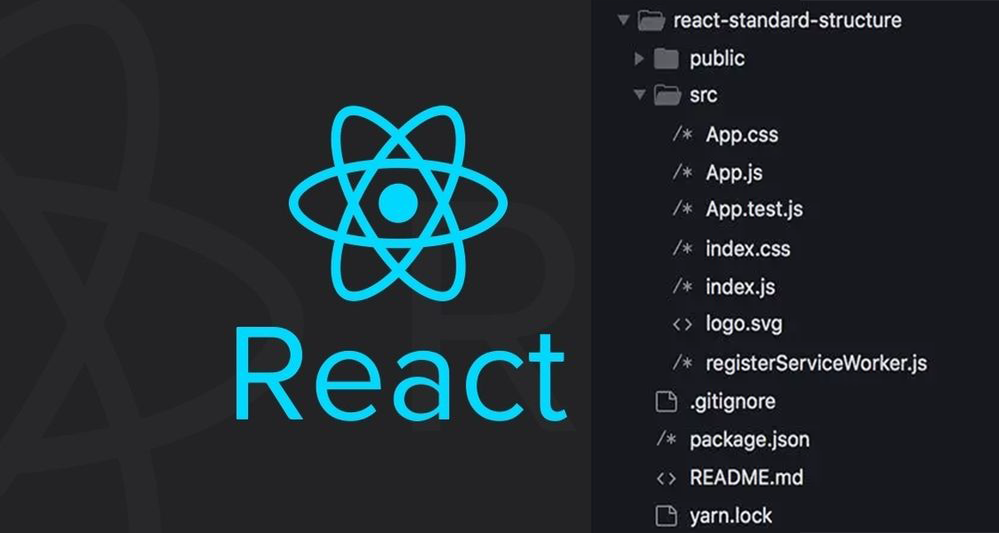 React
react-standard-structure
public
src
/* App.css
/* App.js
/* App.test.js
/* index.css
/* index.js
<> logo.svg
/* registerServiceWorker.js
.gitignore
/* package.json
<> README.md
yarn.lock